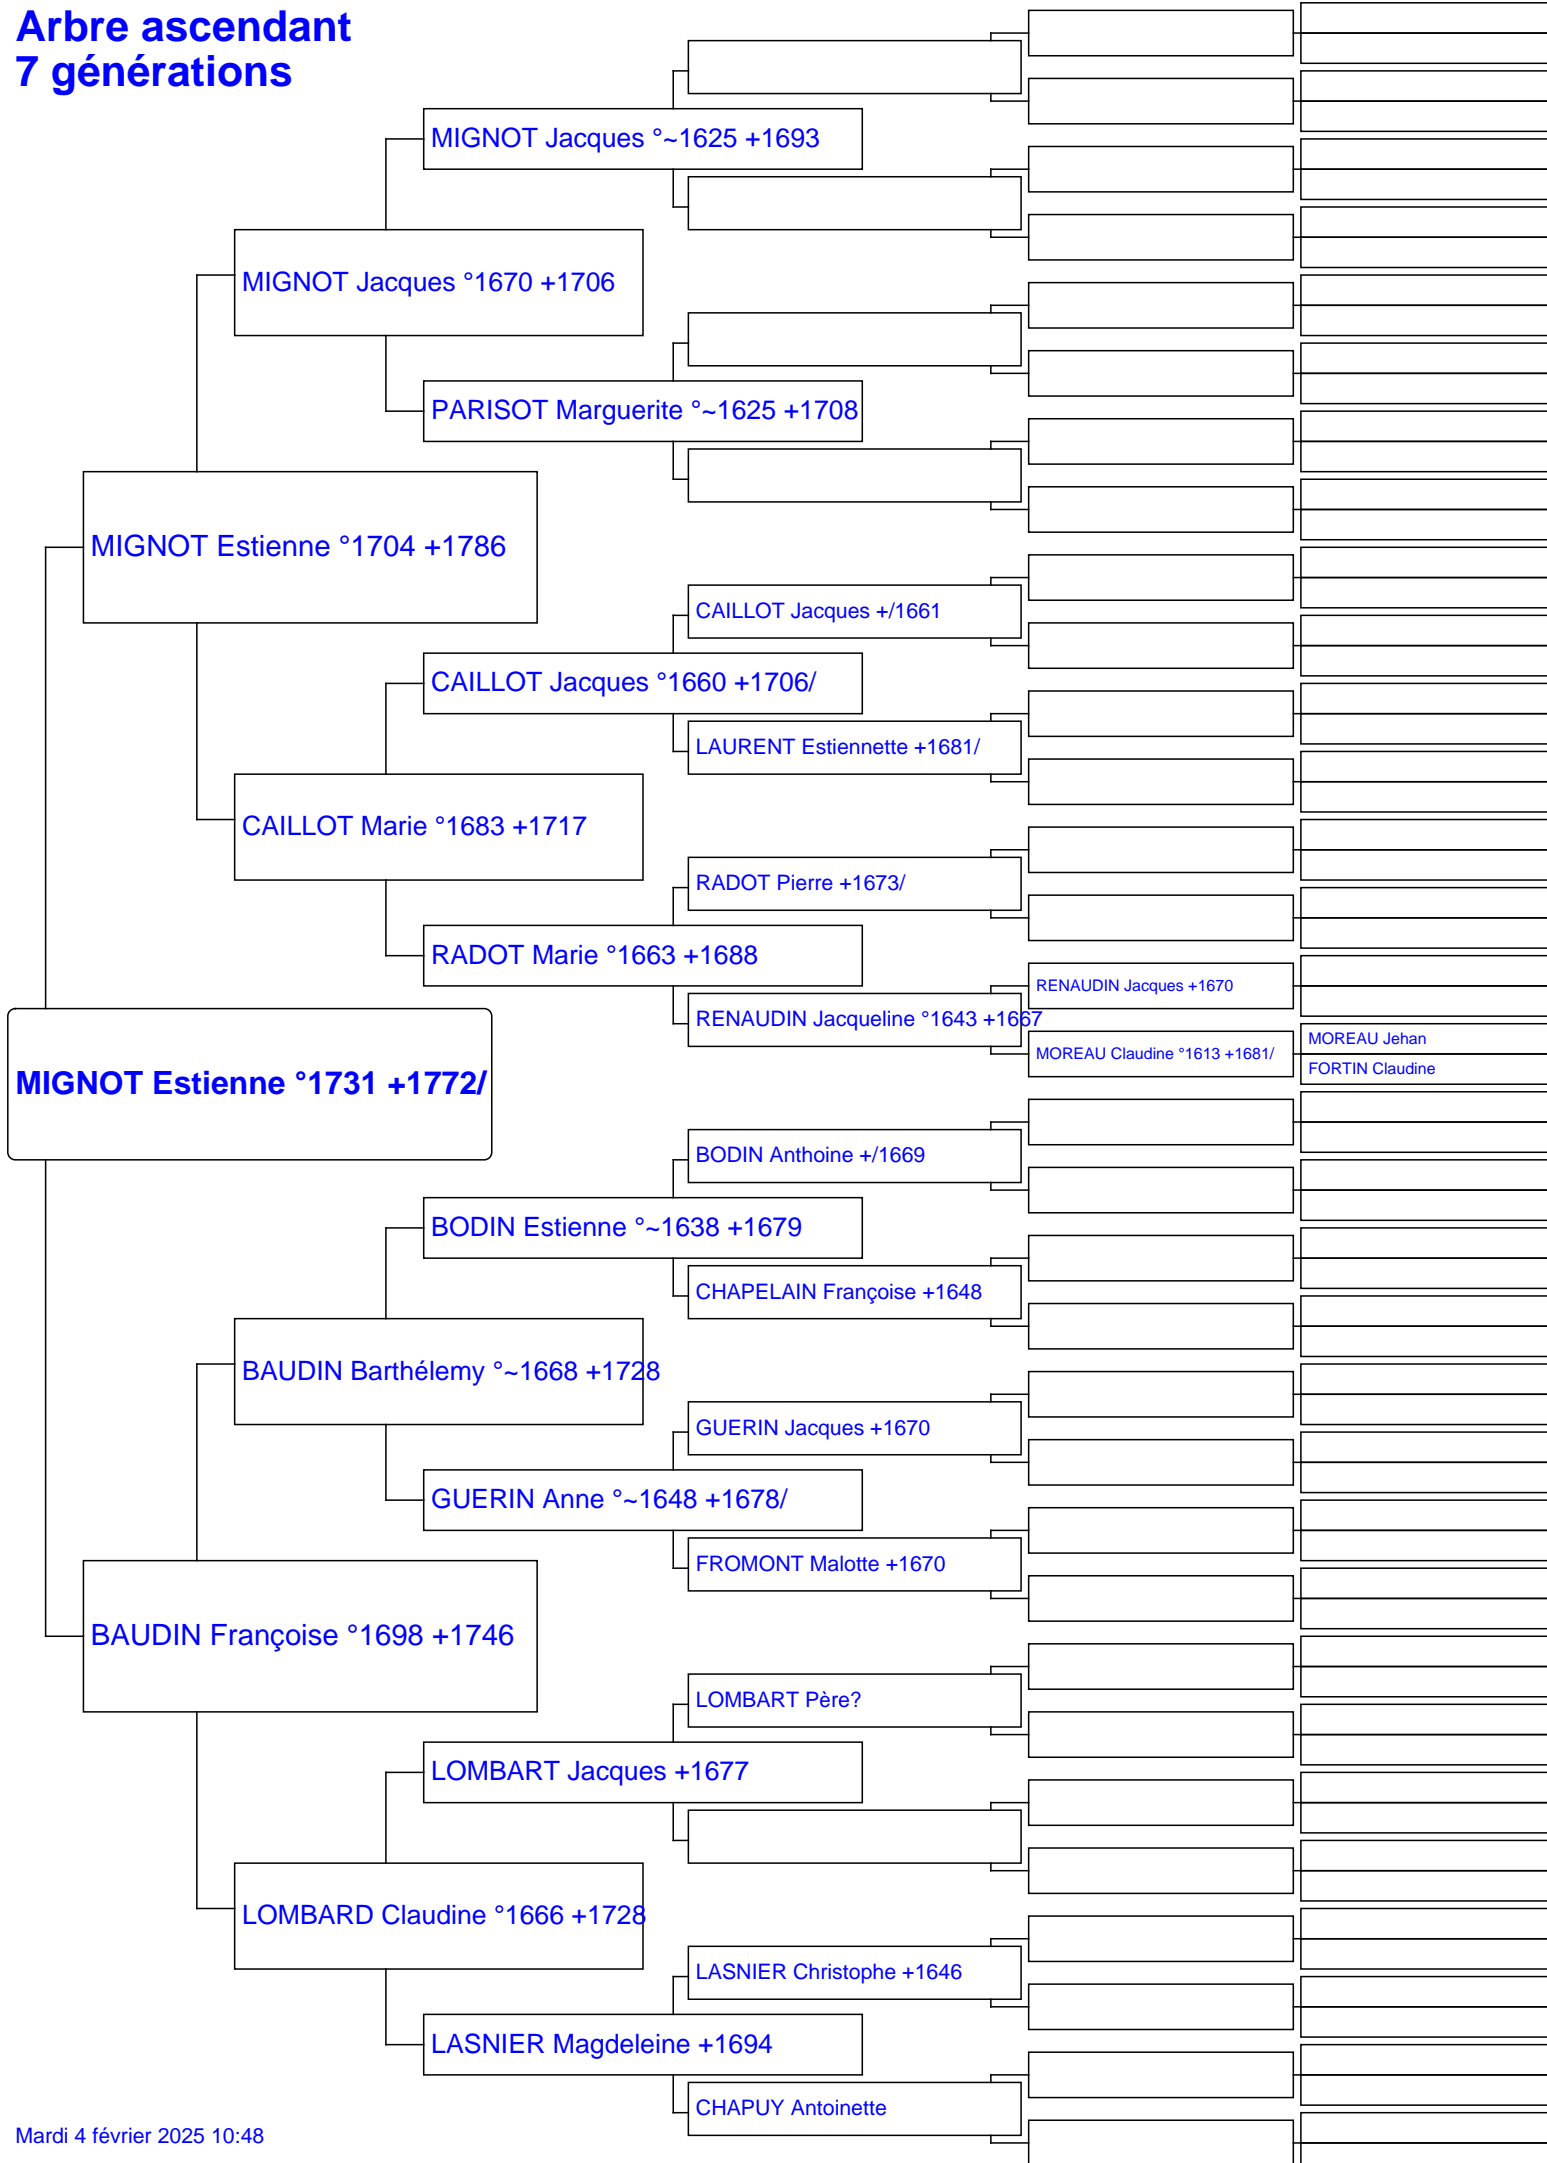 Arbre ascendant
7 générations
MIGNOT Jacques °~1625 +1693
MIGNOT Jacques °1670 +1706
PARISOT Marguerite °~1625 +1708
MIGNOT Estienne °1704 +1786
CAILLOT Jacques +/1661
CAILLOT Jacques °1660 +1706/
LAURENT Estiennette +1681/
CAILLOT Marie °1683 +1717
RADOT Pierre +1673/
RADOT Marie °1663 +1688
RENAUDIN Jacques +1670
RENAUDIN Jacqueline °1643 +1667
MOREAU Jehan
MOREAU Claudine °1613 +1681/
FORTIN Claudine
MIGNOT Estienne °1731 +1772/
BODIN Anthoine +/1669
BODIN Estienne °~1638 +1679
CHAPELAIN Françoise +1648
BAUDIN Barthélemy °~1668 +1728
GUERIN Jacques +1670
GUERIN Anne °~1648 +1678/
FROMONT Malotte +1670
BAUDIN Françoise °1698 +1746
LOMBART Père?
LOMBART Jacques +1677
LOMBARD Claudine °1666 +1728
LASNIER Christophe +1646
LASNIER Magdeleine +1694
CHAPUY Antoinette
Mardi 4 février 2025 10:48